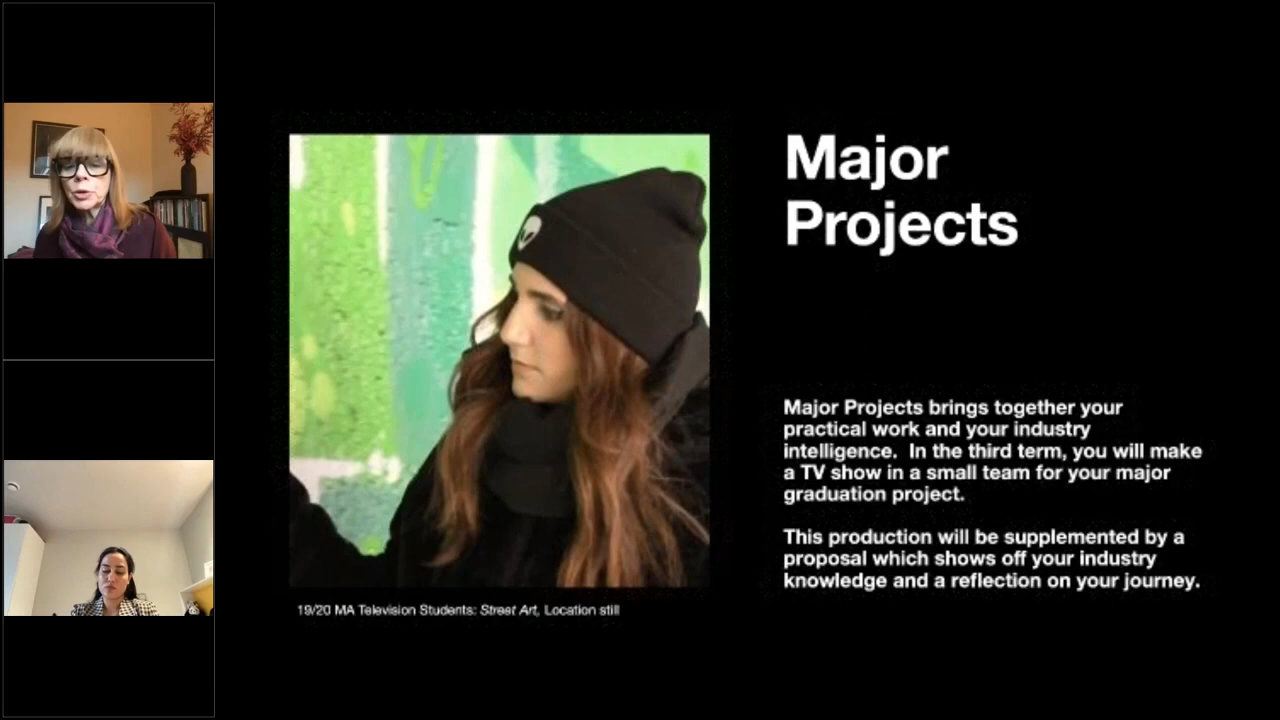 Major
Projects
Major Projects brings together your
practical work and your industry
intelligence.  In the third term, you will make
a TV show in a small team for your major
graduation project.
This production will be supplemented by a
proposal which shows off your industry
knowledge and a reflection on your journey.
19/20 MA Television Students: Street Art, Location still